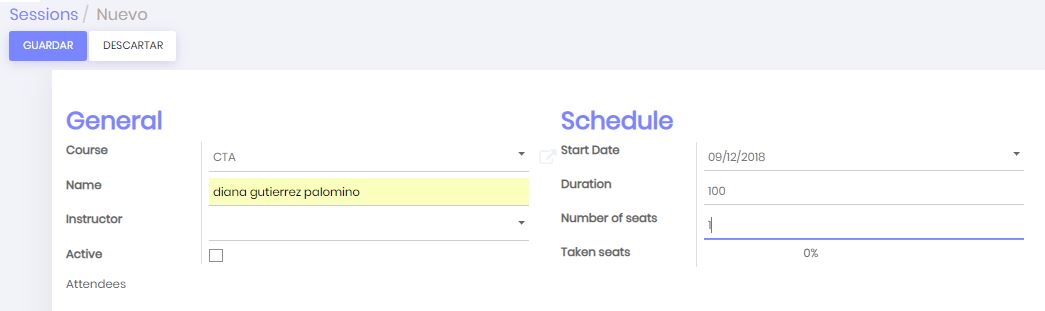 Sessions / Nuevo
GUARDAR DESCARTAR
General
Course CTA
Name diana gutierrez palomino
Instructor
Active
Attendees
Schedule
Start Date 09/12/2018
Duration 100
Number of seats 1
Taken seats 0%